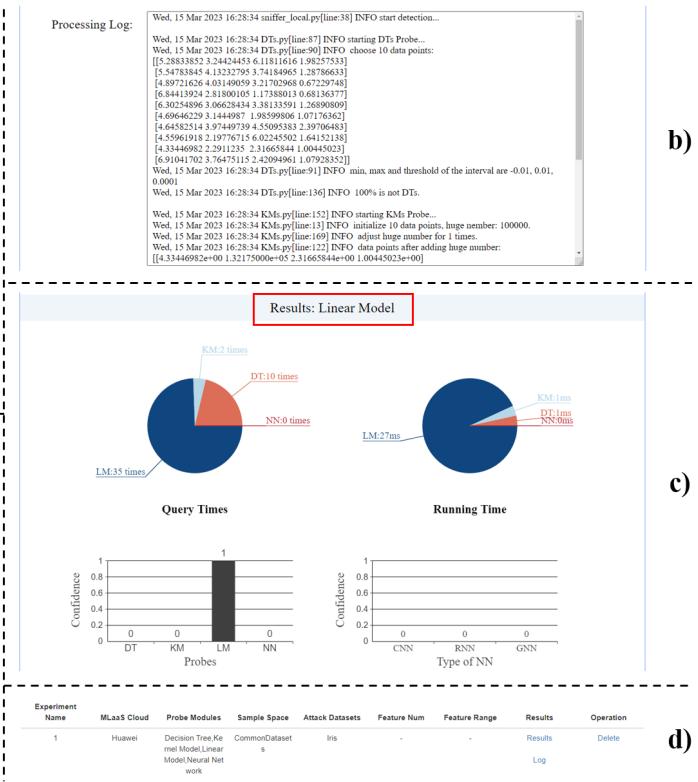 Processing Log:
Wed, 15 Mar 2023 16:28:34 sniffer_local.py[line:38] INFO start detection...
Wed, 15 Mar 2023 16:28:34 DTs.py[line:87] INFO starting DTs Probe...
Wed, 15 Mar 2023 16:28:34 DTs.py[line:90] INFO choose 10 data points:
[[5.28833852 3.24424453 6.11811616 1.98257533]
[5.54783845 4.13232795 3.74184965 1.28786633]
[4.89721626 4.03149059 3.21702968 0.67229748]
[6.84413924 2.81800105 1.17388013 0.68136377]
[6.30254896 3.06628434 3.38133591 1.26890809]
[4.69646229 3.1444987 1.98599806 1.07176362]
[4.64582514 3.97449739 4.55095383 2.39706483]
[4.55961918 2.19776715 6.02245502 1.64152138]
[4.33446982 2.2911235 2.31665844 1.00445023]
[6.91041702 3.76475115 2.42094961 1.07928352]]
Wed, 15 Mar 2023 16:28:34 DTs.py[line:91] INFO min, max and threshold of the interval are -0.01, 0.01,
0.0001
Wed, 15 Mar 2023 16:28:34 DTs.py[line:136] INFO 100% is not DTs.
Wed, 15 Mar 2023 16:28:34 KMs.py[line:152] INFO starting KMs Probe...
Wed, 15 Mar 2023 16:28:34 KMs.py[line:13] INFO initialize 10 data points, huge nember: 100000.
Wed, 15 Mar 2023 16:28:34 KMs.py[line:169] INFO adjust huge number for 1 times.
Wed, 15 Mar 2023 16:28:34 KMs.py[line:122] INFO data points after adding huge number:
[[4.33446982e+00 1.32175000e+05 2.31665844e+00 1.00445023e+00]
b)
Results: Linear Model
KM:2 times
DT:10 times
NN:0 times
LM:35 times
Query Times
KM:1ms
DT:1ms
NN:0ms
LM:27ms
Running Time
c)
Confidence
1
0.8
0.6
0.4
0.2
0
0 0 1 0
DT KM LM NN
Probes
Confidence
1
0.8
0.6
0.4
0.2
0
0 0 0
CNN RNN GNN
Type of NN
Experiment
Name MLaaS Cloud Probe Modules Sample Space Attack Datasets Feature Num Feature Range Results Operation
1 Huawei Decision Tree,Ke CommonDataset Iris - - Results Delete
rnel Model,Linear s
Model,Neural Net Log
work
d)